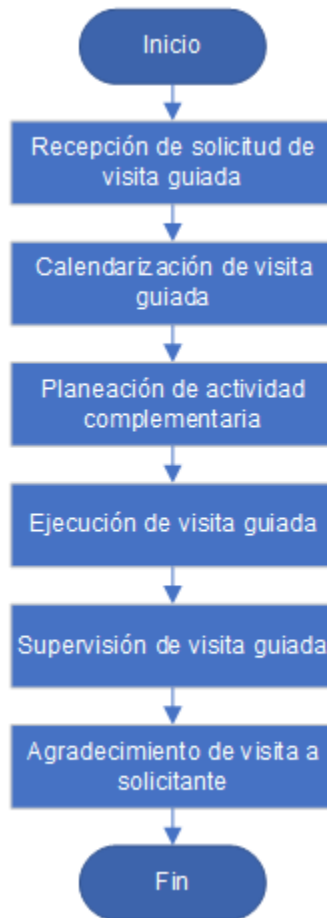 Inicio
Recepción de solicitud de
visita guiada
Calendarización de visita
guiada
Planeación de actividad
complementaria
Ejecución de visita guiada
Supervisión de visita guiada
Agradecimiento de visita a
solicitante
Fin